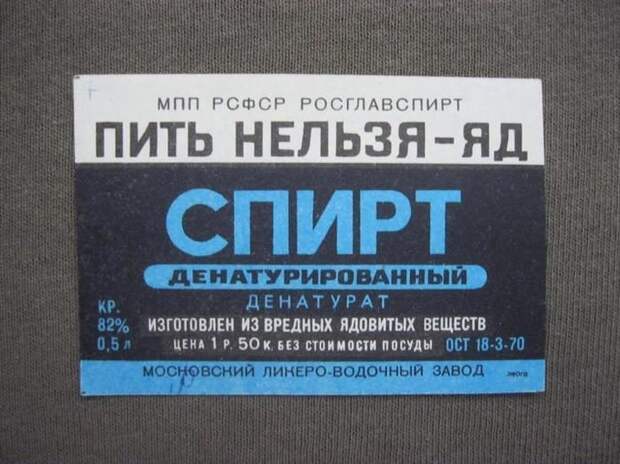 МПП РСФСР РОСГЛАВСПИРТ
ПИТЬ НЕЛЬЗЯ-ЯД
СПИРТ
ДЕНАТУРИРОВАННЫЙ
ДЕНАТУРАТ
КР.
82% ИЗГОТОВЛЕН ИЗ ВРЕДНЫХ ЯДОВИТЫХ ВЕЩЕСТВ
0,5 л ЦЕНА 1 Р. 50 К. БЕЗ СТОИМОСТИ ПОСУДЫ ОСТ 18-3-70
МОСКОВСКИЙ ЛИКЕРО-ВОДОЧНЫЙ ЗАВОД